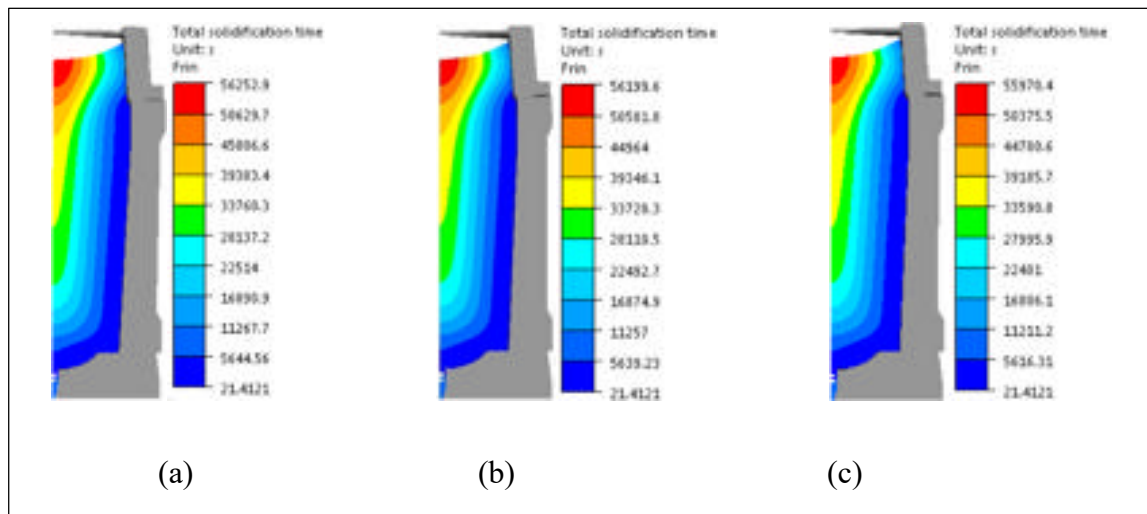 Total solidification time
Unit: s
Frin
56252.9
50629.7
45006.6
39383.4
33760.3
28137.2
22514
16890.9
11267.7
5644.56
21.4121
(a)
Total solidification time
Unit: s
Frin
56199.6
50581.8
44964
39346.1
33728.3
28110.5
22492.7
16874.9
11257
5639.23
21.4121
(b)
Total solidification time
Unit: s
Frin
55970.4
50375.5
44780.6
39185.7
33590.8
27995.9
22401
16806.1
11211.2
5616.31
21.4121
(c)